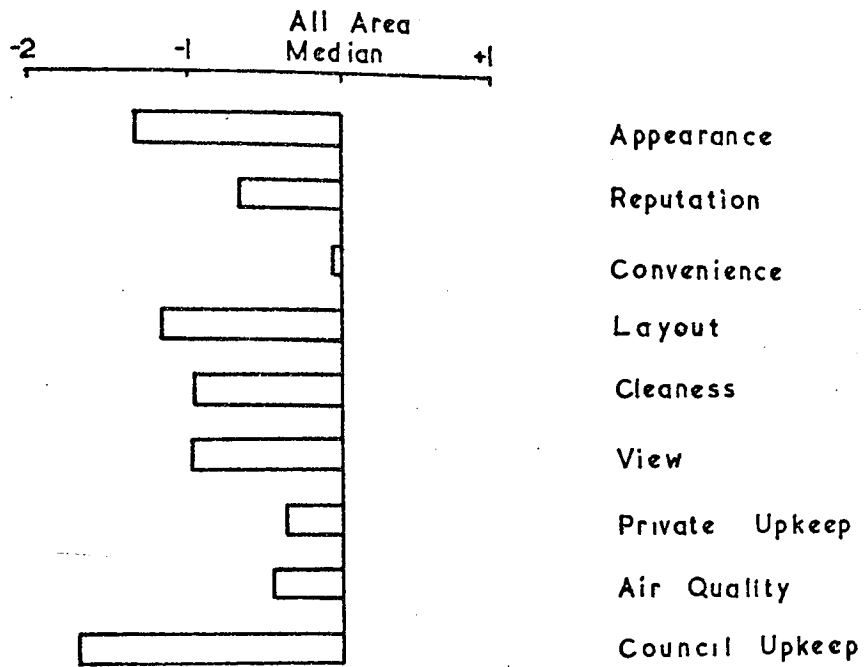 All Area
Median
-2 -1 +1
Appearance
Reputation
Convenience
Layout
Cleaness
View
Private Upkeep
Air Quality
Council Upkeep